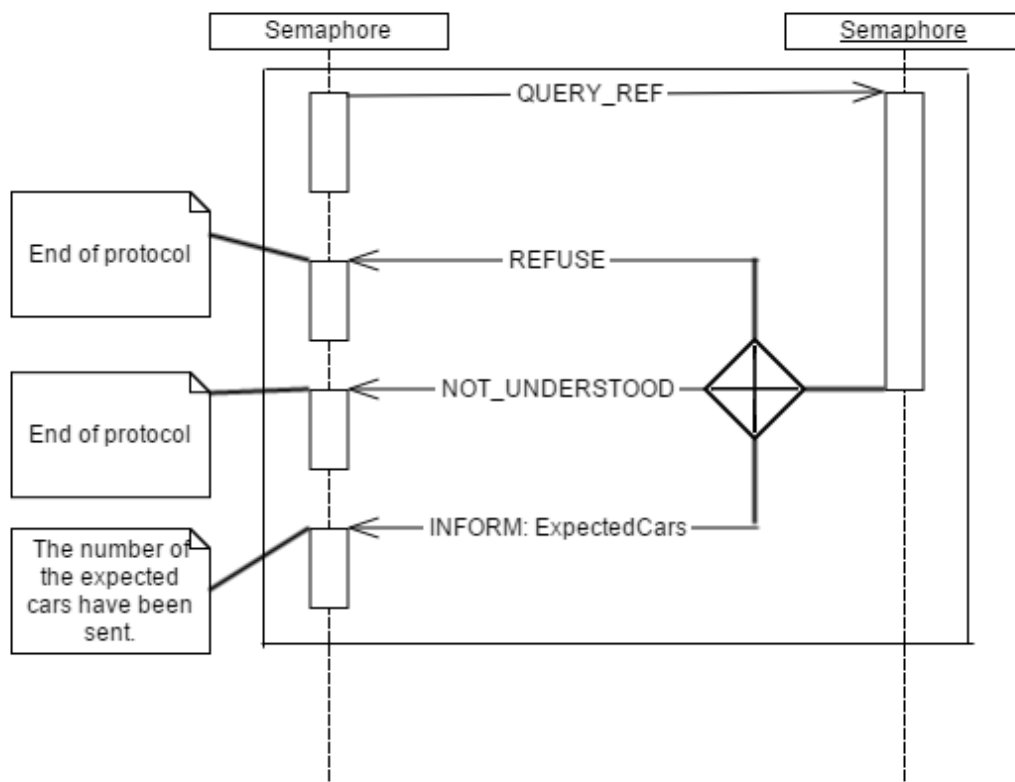 Semaphore
Semaphore
QUERY_REF
End of protocol
REFUSE
End of protocol
NOT_UNDERSTOOD
INFORM: ExpectedCars
The number of
the expected
cars have been
sent.